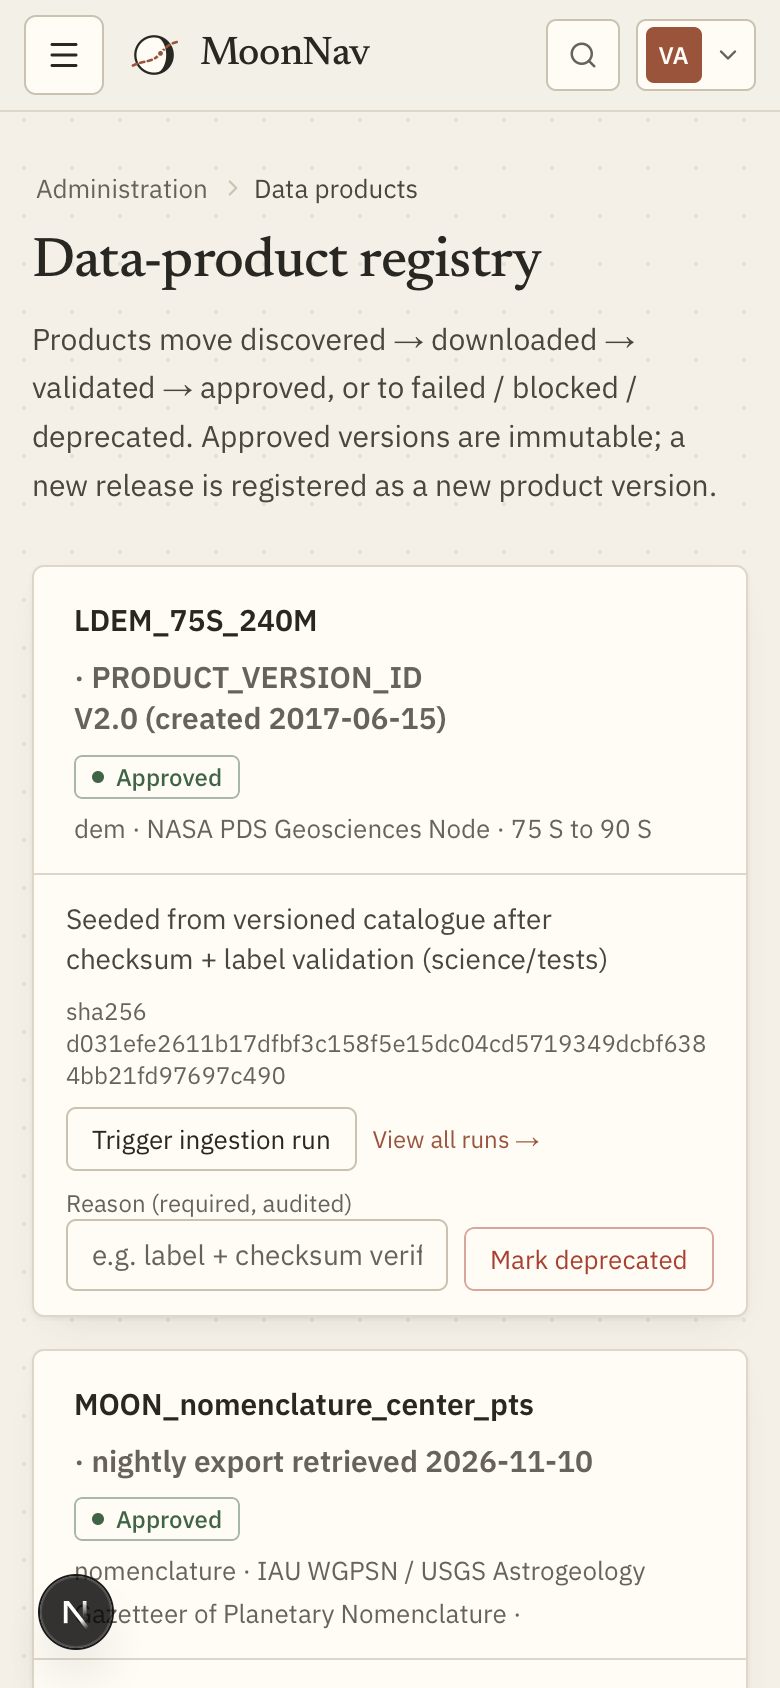 MoonNav
VA
Administration > Data products
Data-product registry
Products move discovered → downloaded →
validated → approved, or to failed / blocked /
deprecated. Approved versions are immutable; a
new release is registered as a new product version.
LDEM_75S_240M
· PRODUCT_VERSION_ID
V2.0 (created 2017-06-15)
Approved
dem · NASA PDS Geosciences Node · 75 S to 90 S
Seeded from versioned catalogue after
checksum + label validation (science/tests)
sha256
d031efe2611b17dfbf3c158f5e15dc04cd5719349dcbf638
4bb21fd97697c490
Trigger ingestion run
View all runs →
Reason (required, audited)
e.g. label + checksum verif
Mark deprecated
MOON_nomenclature_center_pts
· nightly export retrieved 2026-11-10
Approved
nomenclature · IAU WGPSN / USGS Astrogeology
Gazetteer of Planetary Nomenclature ·
N